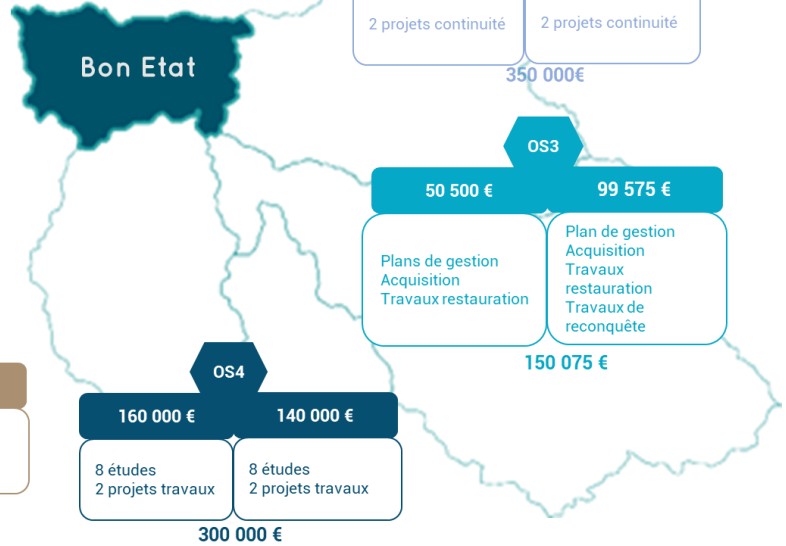 2 projets continuité
2 projets continuité
350 000€
Bon Etat
OS3
50 500 €
99 575 €
Plans de gestion
Acquisition
Travaux restauration
Plan de gestion
Acquisition
Travaux
restauration
Travaux de
reconquête
150 075 €
OS4
160 000 €
140 000 €
8 études
2 projets travaux
8 études
2 projets travaux
300 000 €